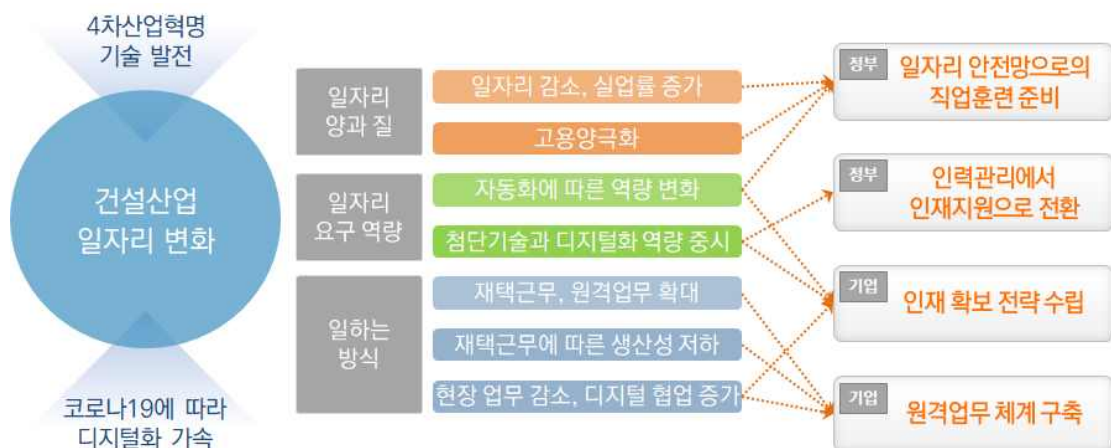 4차산업혁명
기술 발전
건설산업
일자리 변화
코로나19에 따라
디지털화 가속
일자리
양과 질
일자리 감소, 실업률 증가
고용양극화
일자리
요구 역량
자동화에 따른 역량 변화
첨단기술과 디지털화 역량 중시
일하는
방식
재택근무, 원격업무 확대
재택근무에 따른 생산성 저하
현장 업무 감소, 디지털 협업 증가
정부
일자리 안전망으로의
직업훈련 준비
정부
인력관리에서
인재지원으로 전환
기업
인재 확보 전략 수립
기업
원격업무 체계 구축